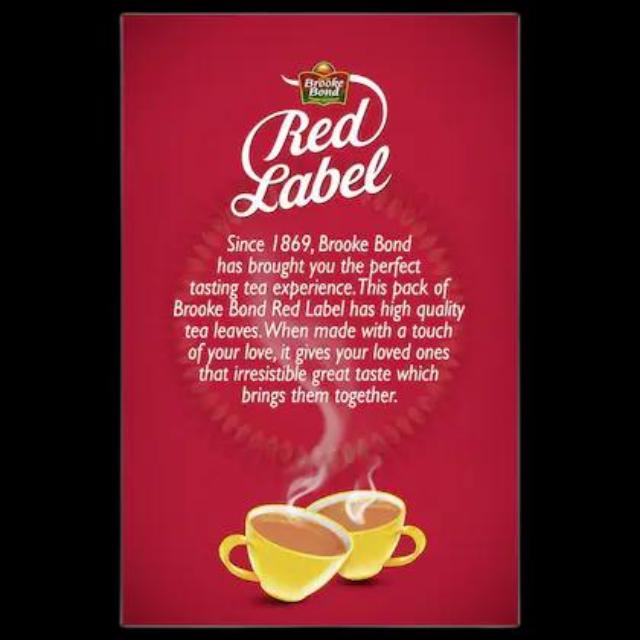 Brooke
Bond
Red
Label
Since 1869, Brooke Bond
has brought you the perfect
tasting tea experience. This pack of
Brooke Bond Red Label has high quality
tea leaves. When made with a touch
of your love, it gives your loved ones
that irresistible great taste which
brings them together.